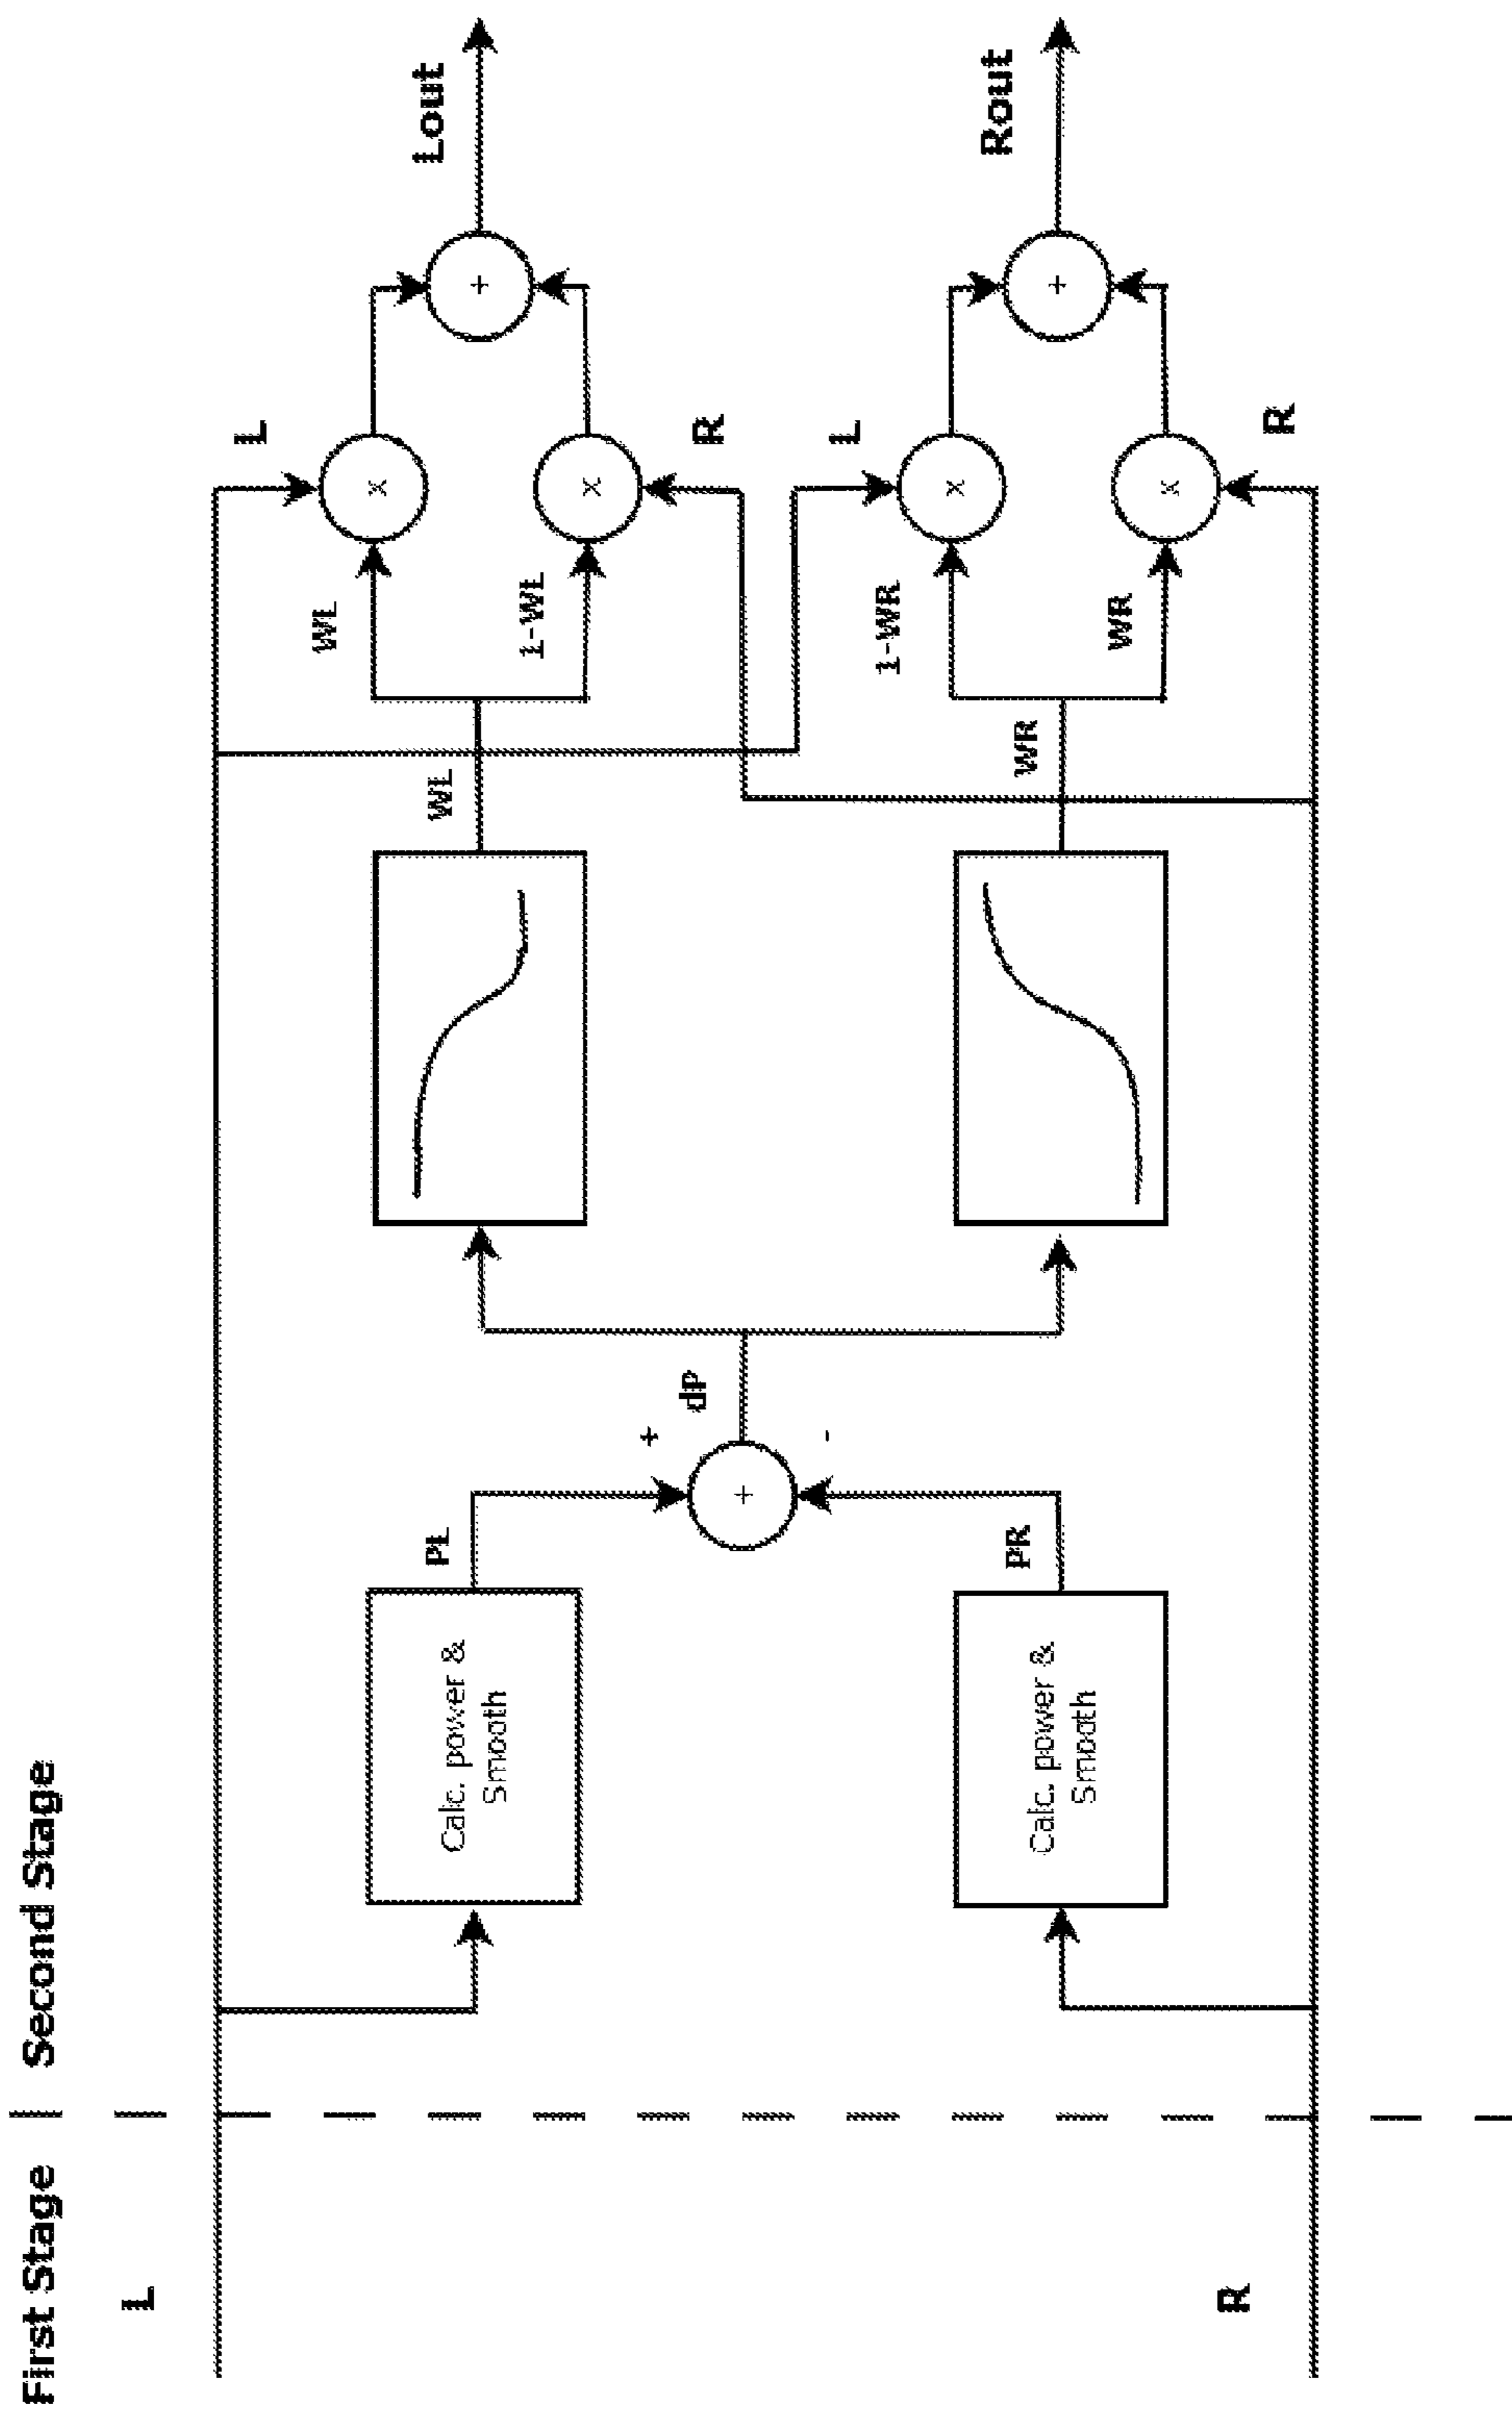 First Stage | Second Stage
L
R
Calc. power &
Smooth
Calc. power &
Smooth
PL
PR
+
+
-
dP
WL
WR
WL
1-WL
1-WR
WR
L
R
L
R
x
x
x
x
+
+
Lout
Rout